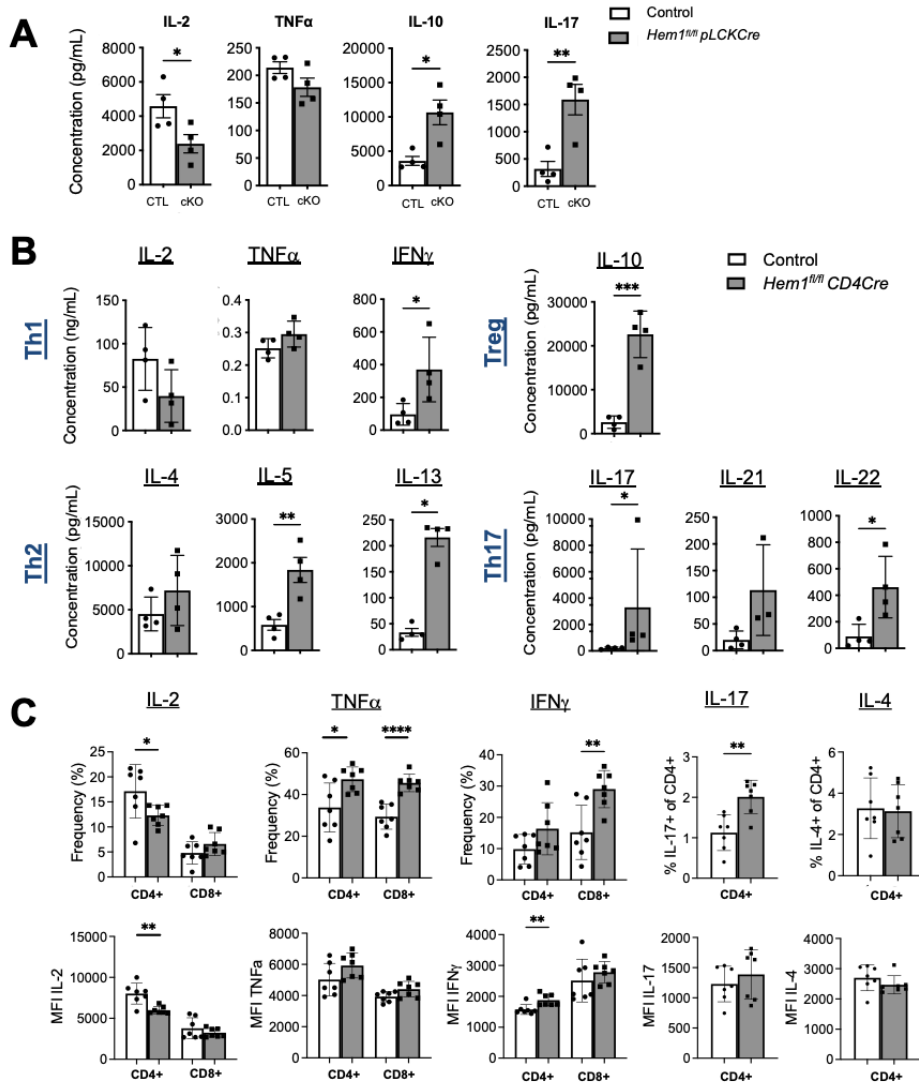 A
IL-2
TNFα
IL-10
IL-17
Control
Hem1fl/fl pLCKCre
Concentration (pg/mL)
8000
6000
4000
2000
0
*
CTL
cKO
250
200
150
100
50
0
CTL
cKO
15000
10000
5000
0
*
CTL
cKO
2500
2000
1500
1000
500
0
**
CTL
cKO
B
Control
Hem1fl/fl CD4Cre
Th1
IL-2
Concentration (ng/mL)
150
100
50
0
TNFα
0.4
0.3
0.2
0.1
0.0
IFNγ
800
600
400
200
0
*
Treg
IL-10
Concentration (pg/mL)
30000
20000
10000
0
***
Th2
IL-4
Concentration (pg/mL)
15000
10000
5000
0
IL-5
3000
2000
1000
0
**
IL-13
250
200
150
100
50
0
*
Th17
IL-17
Concentration (pg/mL)
10000
8000
6000
4000
2000
0
*
IL-21
250
200
150
100
50
0
IL-22
1000
800
600
400
200
0
*
C
IL-2
Frequency (%)
25
20
15
10
5
0
*
CD4+
CD8+
TNFα
Frequency (%)
60
40
20
0
*
****
CD4+
CD8+
IFNγ
Frequency (%)
40
30
20
10
0
**
CD4+
CD8+
IL-17
% IL-17+ of CD4+
3
2
1
0
**
CD4+
IL-4
% IL-4+ of CD4+
6
4
2
0
CD4+
MFI IL-2
15000
10000
5000
0
**
CD4+
CD8+
MFI TNFa
8000
6000
4000
2000
0
CD4+
CD8+
MFI IFNγ
4000
3000
2000
1000
0
**
CD4+
CD8+
MFI IL-17
2000
1500
1000
500
0
CD4+
MFI IL-4
4000
3000
2000
1000
0
CD4+